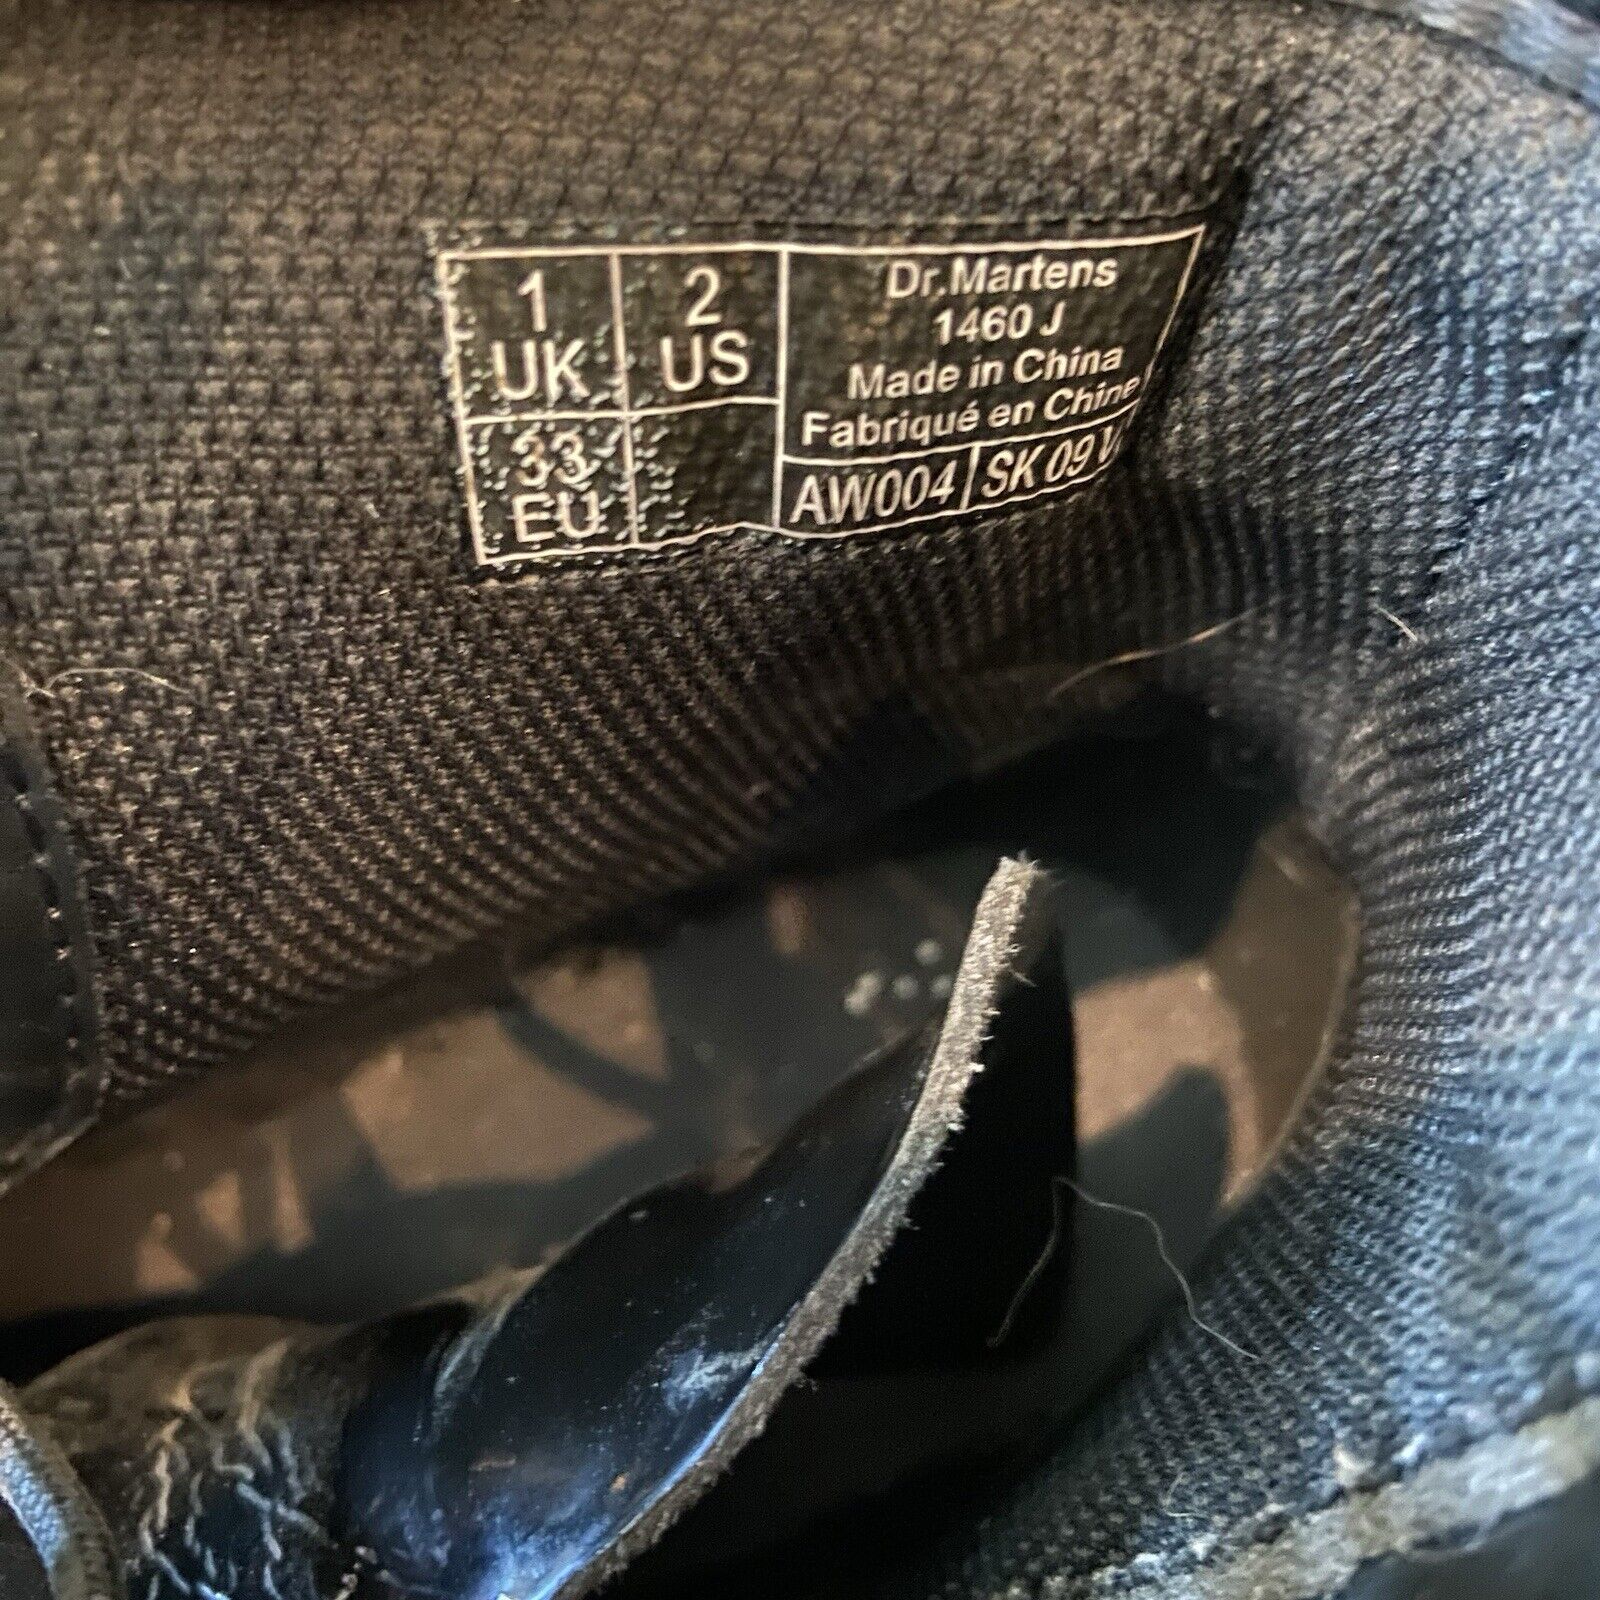 1
UK
2
US
33
EU
Dr.Martens
1460 J
Made in China
Fabriqué en Chine
AW004
SK 09